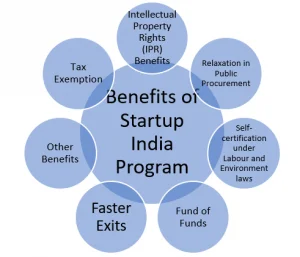 Intellectual
Property
Rights
(IPR)
Benefits
Relaxation in
Public
Procurement
Self-
certification
under
Labour and
Environment
laws
Fund of
Funds
Faster
Exits
Other
Benefits
Tax
Exemption
Benefits of
Startup
India
Program